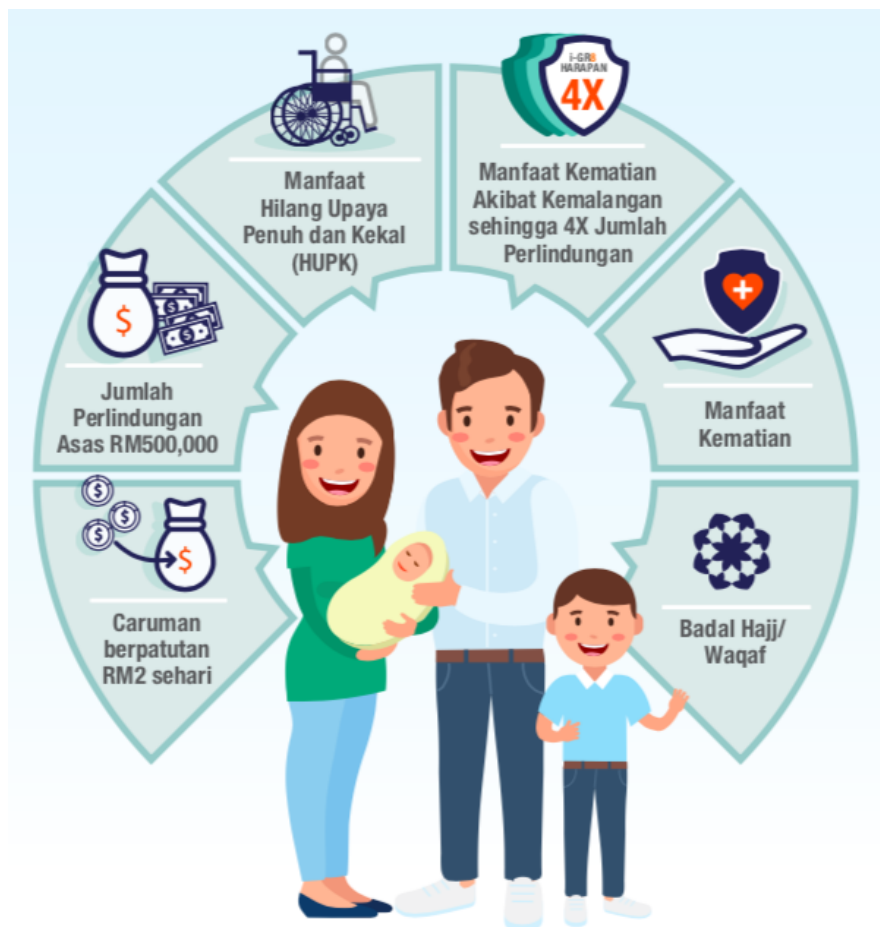 Manfaat
Hilang Upaya
Penuh dan Kekal
(HUPK)
i-GR8
HARAPAN
4X
Manfaat Kematian
Akibat Kemalangan
sehingga 4X Jumlah
Perlindungan
$
$
$
Jumlah
Perlindungan
Asas RM500,000
Manfaat
Kematian
$
$
$
$
Caruman
berpatutan
RM2 sehari
Badal Hajj/
Waqaf